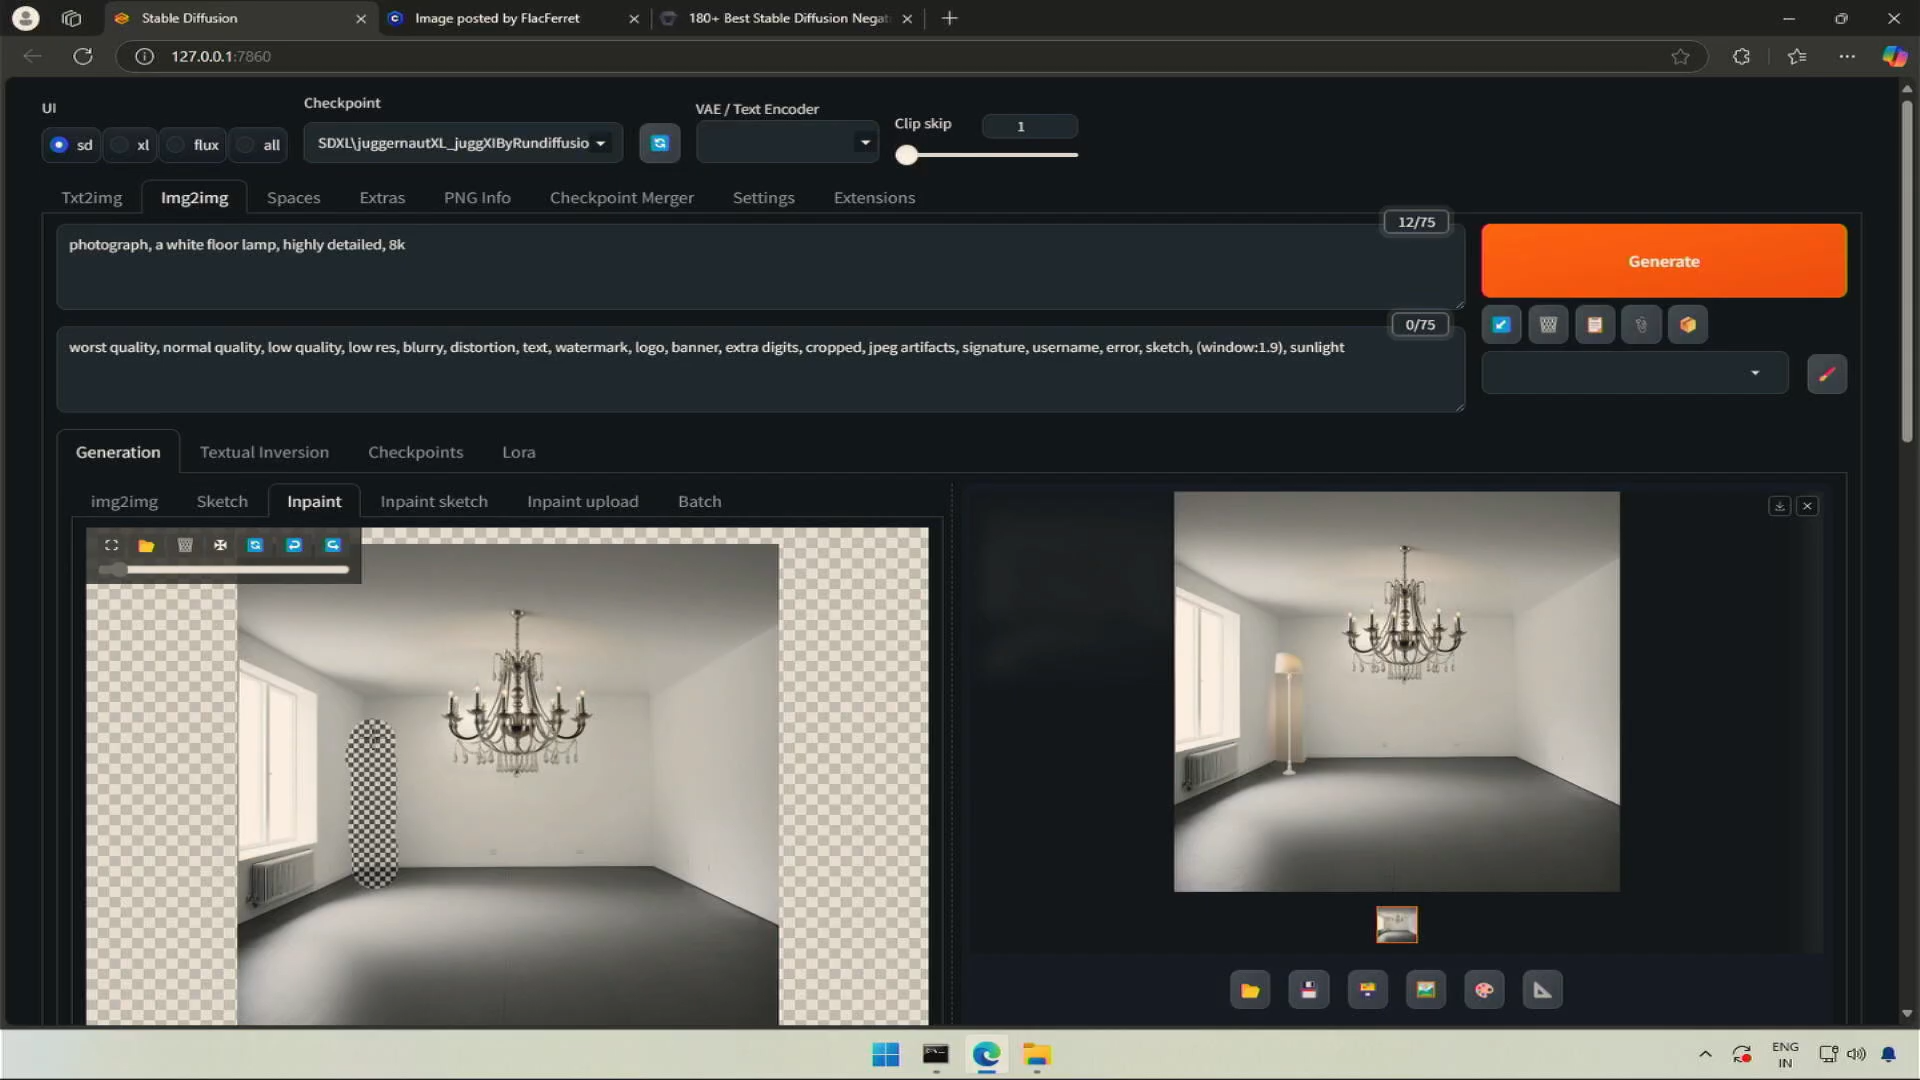 Stable Diffusion
Image posted by FlacFerret
180+ Best Stable Diffusion Negat
127.0.0.1:7860
UI
Checkpoint
VAE / Text Encoder
Clip skip
1
sd
xl
flux
all
SDXL\juggernautXL_juggXIByRundiffusio
Txt2img
Img2img
Spaces
Extras
PNG Info
Checkpoint Merger
Settings
Extensions
12/75
photograph, a white floor lamp, highly detailed, 8k
Generate
0/75
worst quality, normal quality, low quality, low res, blurry, distortion, text, watermark, logo, banner, extra digits, cropped, jpeg artifacts, signature, username, error, sketch, (window:1.9), sunlight
Generation
Textual Inversion
Checkpoints
Lora
img2img
Sketch
Inpaint
Inpaint sketch
Inpaint upload
Batch
ENG
IN